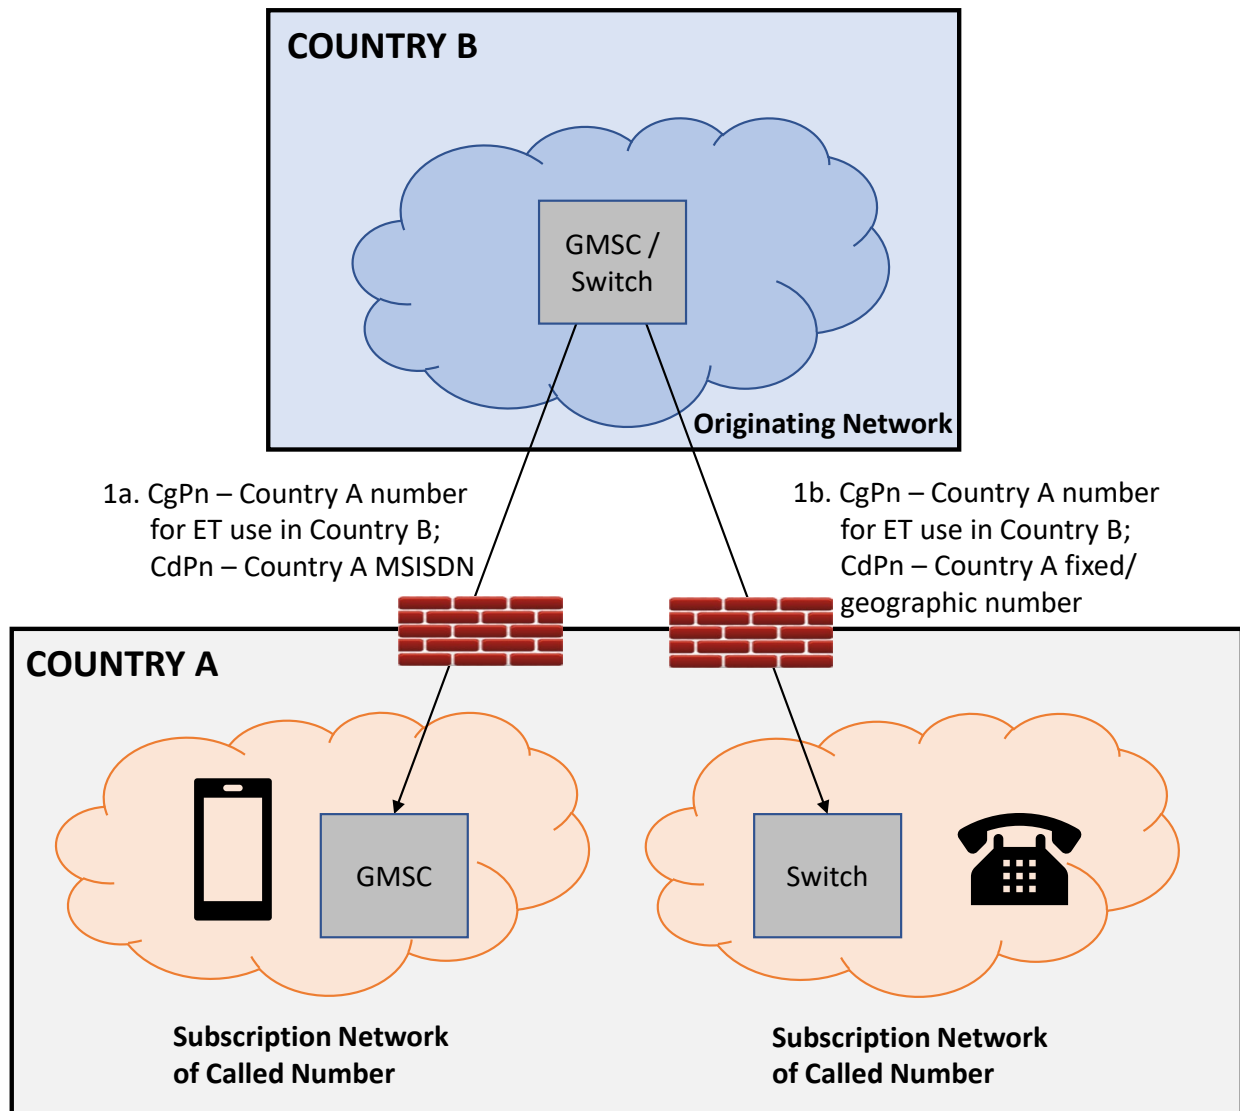 COUNTRY B
GMSC /
Switch
Originating Network
1a. CgPn – Country A number
for ET use in Country B;
CdPn – Country A MSISDN
1b. CgPn – Country A number
for ET use in Country B;
CdPn – Country A fixed/
geographic number
COUNTRY A
GMSC
Switch
Subscription Network
of Called Number
Subscription Network
of Called Number